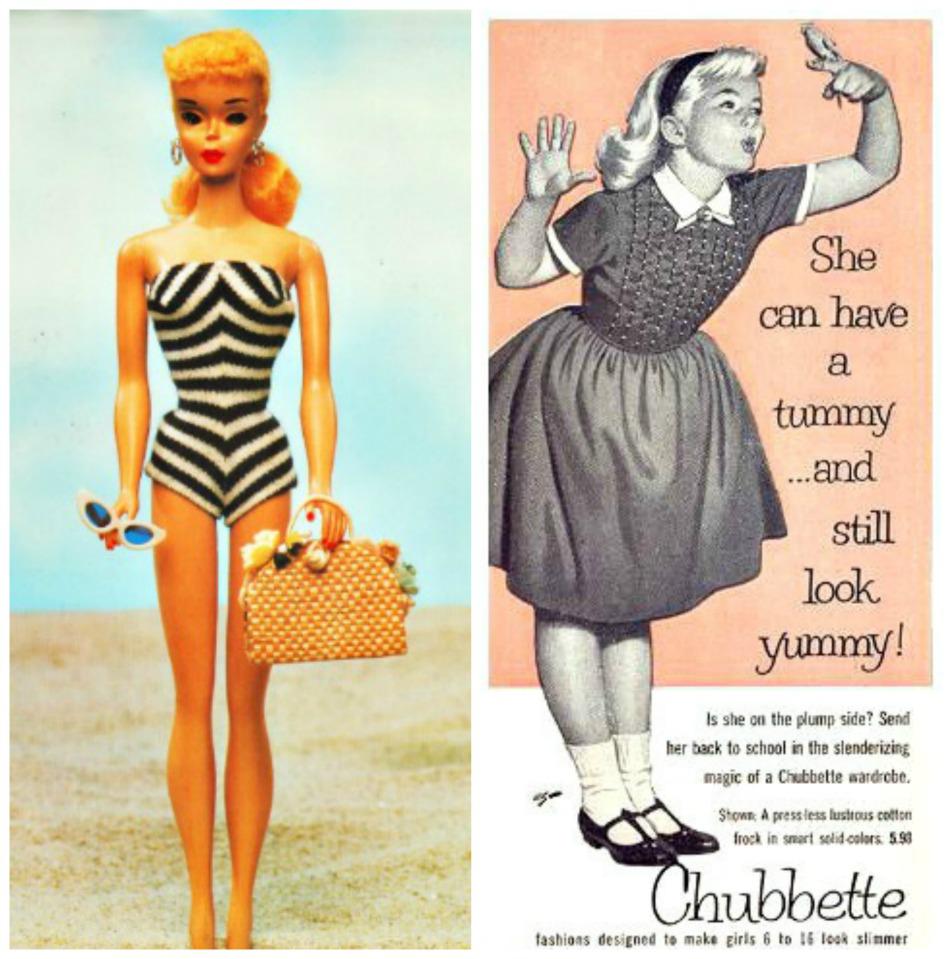 She
can have
a
tummy
...and
still
look
yummy!
Is she on the plump side? Send
her back to school in the slenderizing
magic of a Chubbette wardrobe.
Shown: A pressless lustrous cotton
frock in smart solid-colors. 5.98
Chubbette
fashions designed to make girls 6 to 16 look slimmer